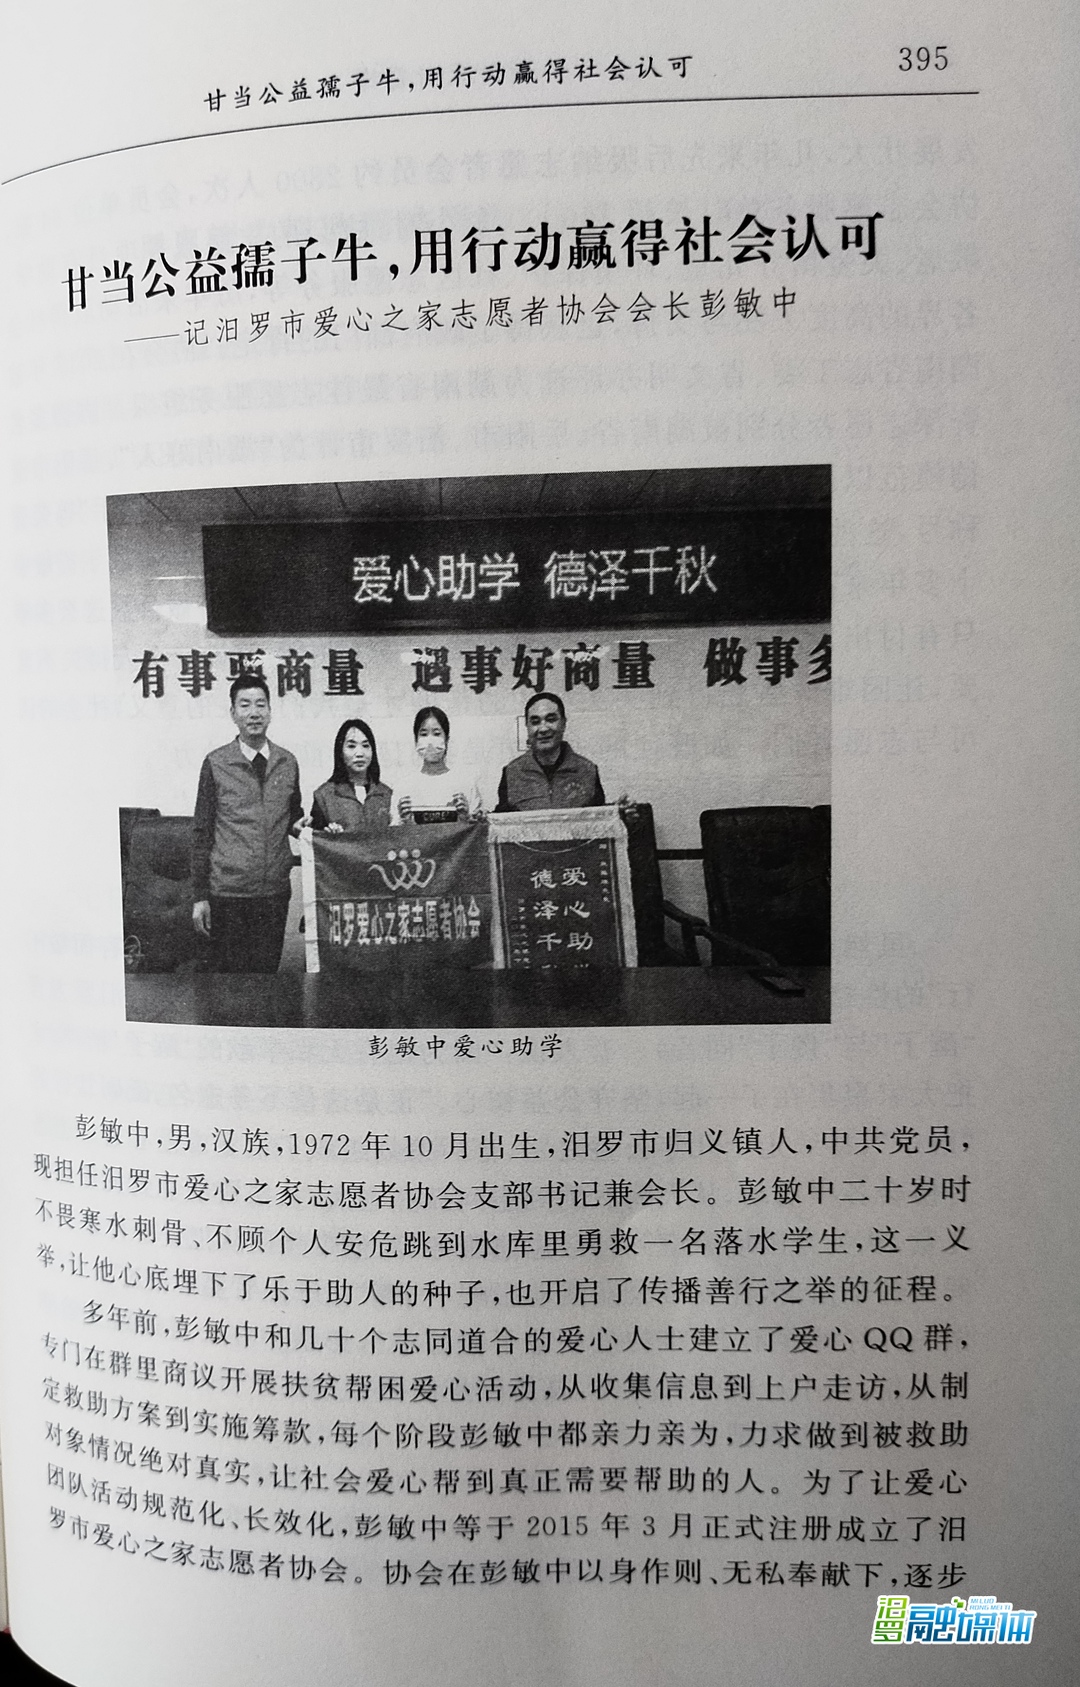 甘当公益孺子牛,用行动赢得社会认可
395
甘当公益孺子牛,用行动赢得社会认可
——记汨罗市爱心之家志愿者协会会长彭敏中
爱心助学 德泽千秋
有事要商量 遇事好商量 做事多
汨罗爱心之家志愿者协会
爱心助学
德泽千秋
彭敏中爱心助学
彭敏中,男,汉族,1972年10月出生,汨罗市归义镇人,中共党员,
现担任汨罗市爱心之家志愿者协会支部书记兼会长。彭敏中二十岁时
不畏寒水刺骨、不顾个人安危跳到水库里勇救一名落水学生,这一义
举,让他心底埋下了乐于助人的种子,也开启了传播善行之举的征程。
多年前,彭敏中和几十个志同道合的爱心人士建立了爱心QQ群,
专门在群里商议开展扶贫帮困爱心活动,从收集信息到上户走访,从制
定救助方案到实施筹款,每个阶段彭敏中都亲力亲为,力求做到被救助
对象情况绝对真实,让社会爱心帮到真正需要帮助的人。为了让爱心
团队活动规范化、长效化,彭敏中等于2015年3月正式注册成立了汨
罗市爱心之家志愿者协会。协会在彭敏中以身作则、无私奉献下,逐步
汨罗融媒体
MI LUO RONG MEI TI